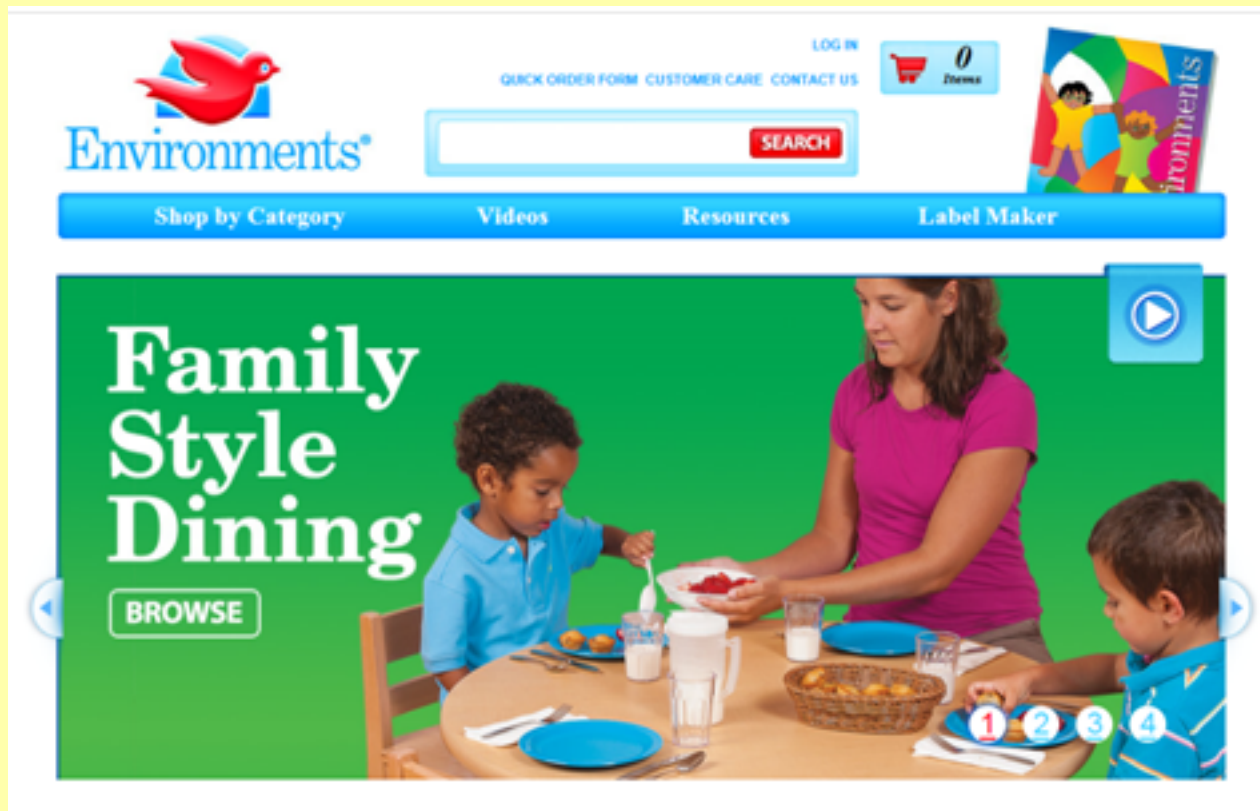 LOG IN
0
Items
QUICK ORDER FORM CUSTOMER CARE CONTACT US
Environments®
SEARCH
ironments
Shop by Category Videos Resources Label Maker
Family
Style
Dining
BROWSE
1 2 3 4